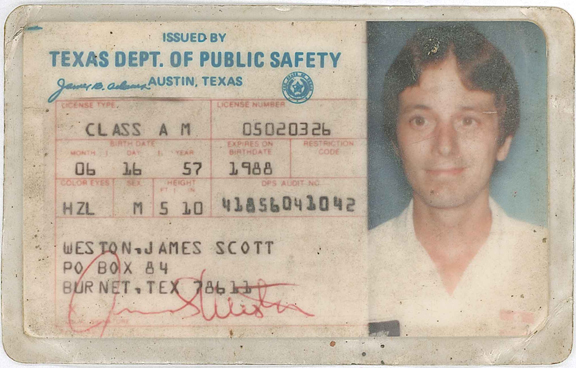 ISSUED BY
TEXAS DEPT. OF PUBLIC SAFETY
AUSTIN, TEXAS
LICENSE TYPE LICENSE NUMBER
CLASS A M 05020326
BIRTH DATE EXPIRES ON BIRTHDATE RESTRICTION CODE
MONTH DAY YEAR
06 16 57 1988
COLOR EYES SEX HEIGHT DPS AUDIT NO.
FT IN
HZL M 5 10 41856041042
WESTON,JAMES SCOTT
PO BOX 84
BURNET,TEX 78611